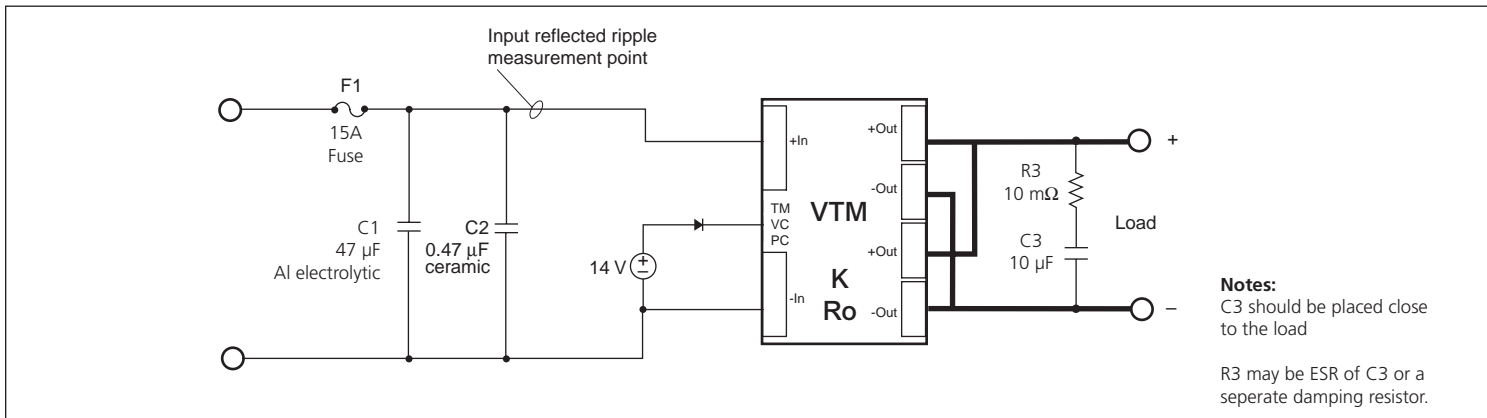 Input reflected ripple
measurement point
F1
15A
Fuse
C1
47 µF
Al electrolytic
C2
0.47 µF
ceramic
14 V
+
−
+In
TM
VC
PC
-In
VTM
K
Ro
+Out
-Out
+Out
-Out
R3
10 mΩ
C3
10 µF
+
Load
−
Notes:
C3 should be placed close
to the load
R3 may be ESR of C3 or a
seperate damping resistor.